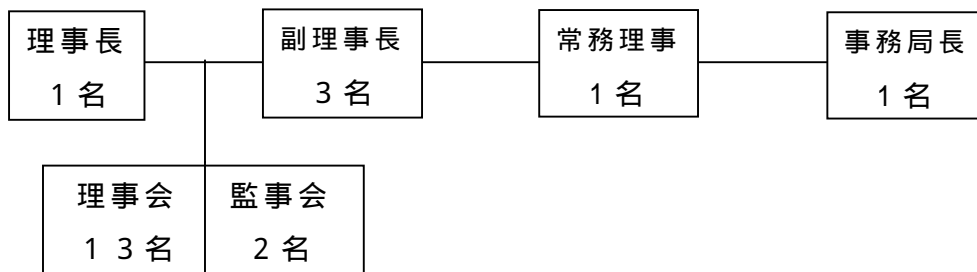 理事長
1名
副理事長
3名
常務理事
1名
事務局長
1名
理事会
13名
監事会
2名